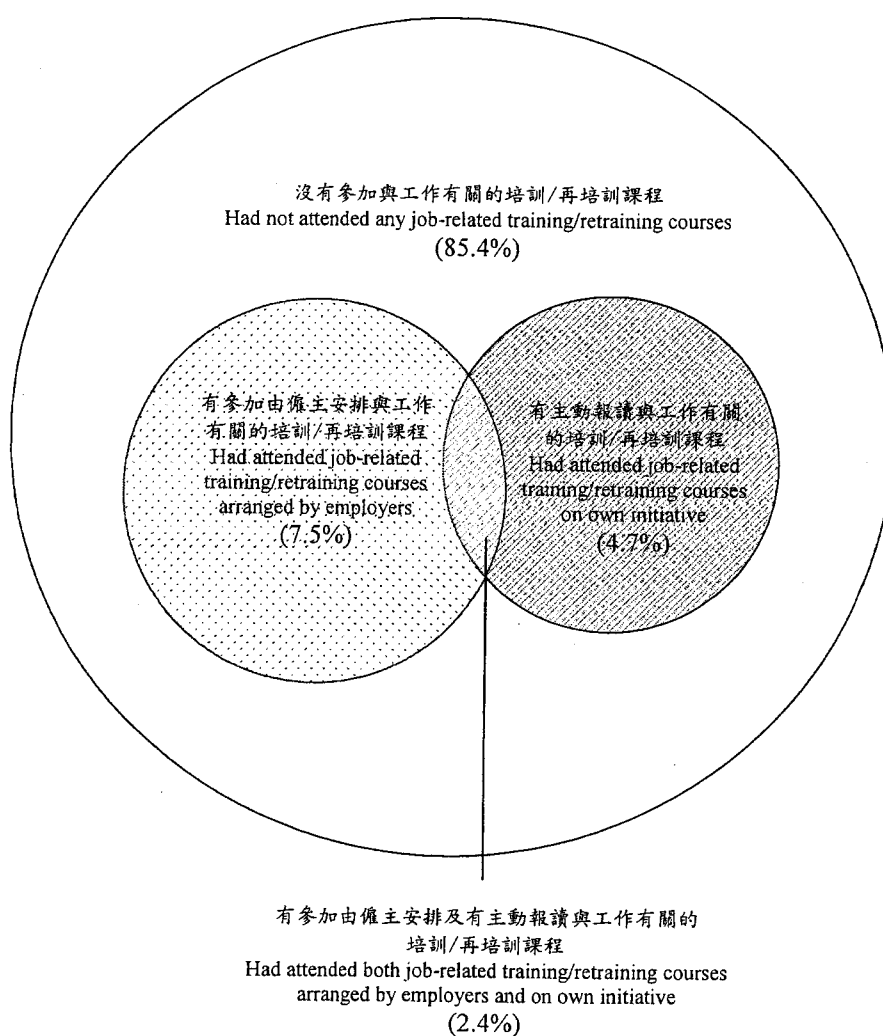 沒有參加與工作有關的培訓/再培訓課程
Had not attended any job-related training/retraining courses
(85.4%)
有參加由僱主安排與工作
有關的培訓/再培訓課程
Had attended job-related
training/retraining courses
arranged by employers
(7.5%)
有主動報讀與工作有關
的培訓/再培訓課程
Had attended job-related
training/retraining courses
on own initiative
(4.7%)
有參加由僱主安排及有主動報讀與工作有關的
培訓/再培訓課程
Had attended both job-related training/retraining courses
arranged by employers and on own initiative
(2.4%)